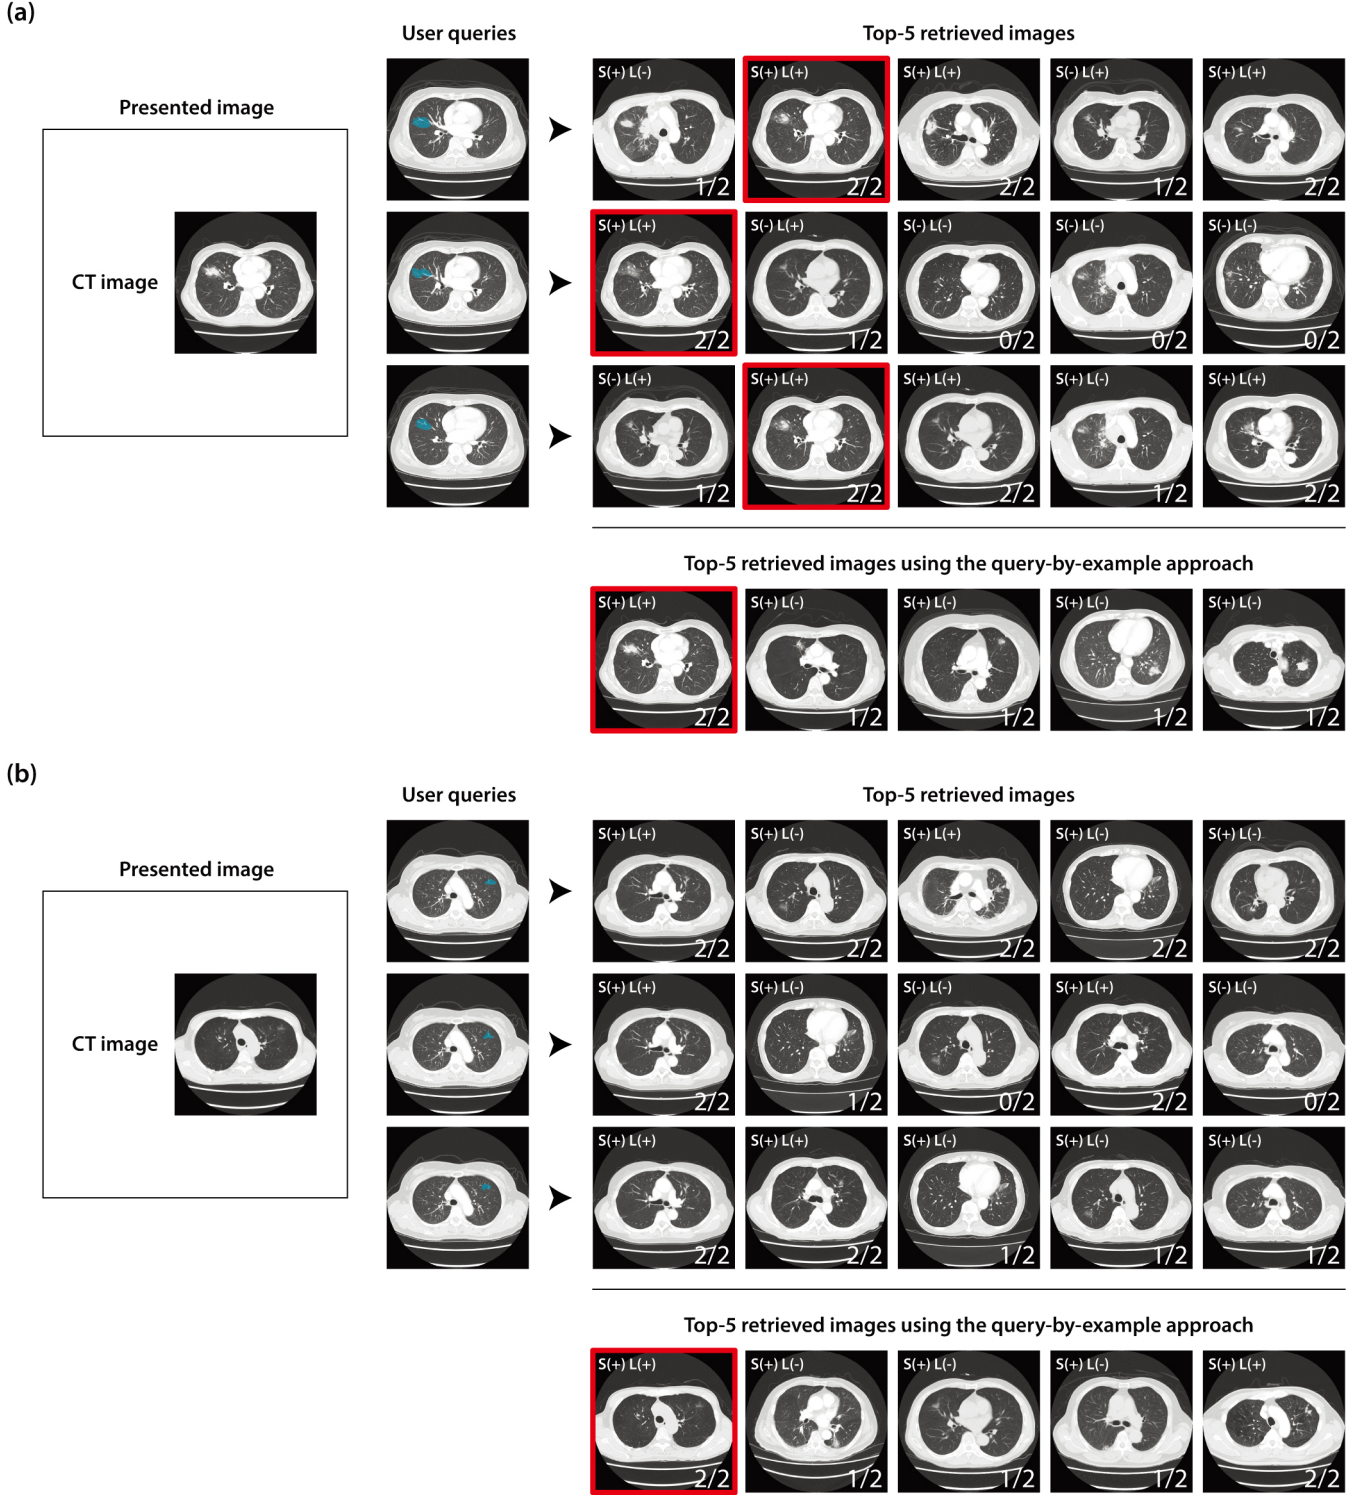 (a)
User queries
Top-5 retrieved images
Presented image
CT image
S(+) L(-)
S(+) L(+)
S(+) L(+)
S(-) L(+)
S(+) L(+)
1/2
2/2
2/2
1/2
2/2
S(+) L(+)
S(-) L(+)
S(-) L(-)
S(-) L(-)
S(-) L(-)
2/2
1/2
0/2
0/2
0/2
S(-) L(+)
S(+) L(+)
S(+) L(+)
S(+) L(-)
S(+) L(+)
1/2
2/2
2/2
1/2
2/2
Top-5 retrieved images using the query-by-example approach
S(+) L(+)
S(+) L(-)
S(+) L(-)
S(+) L(-)
S(+) L(-)
2/2
1/2
1/2
1/2
1/2
(b)
User queries
Top-5 retrieved images
Presented image
CT image
S(+) L(+)
S(+) L(-)
S(+) L(+)
S(+) L(-)
S(+) L(-)
2/2
2/2
2/2
2/2
2/2
S(+) L(+)
S(+) L(-)
S(-) L(-)
S(+) L(+)
S(-) L(-)
2/2
1/2
0/2
2/2
0/2
S(+) L(+)
S(+) L(+)
S(+) L(-)
S(+) L(-)
S(+) L(-)
2/2
2/2
1/2
1/2
1/2
Top-5 retrieved images using the query-by-example approach
S(+) L(+)
S(+) L(-)
S(+) L(-)
S(+) L(-)
S(+) L(+)
2/2
1/2
1/2
1/2
2/2